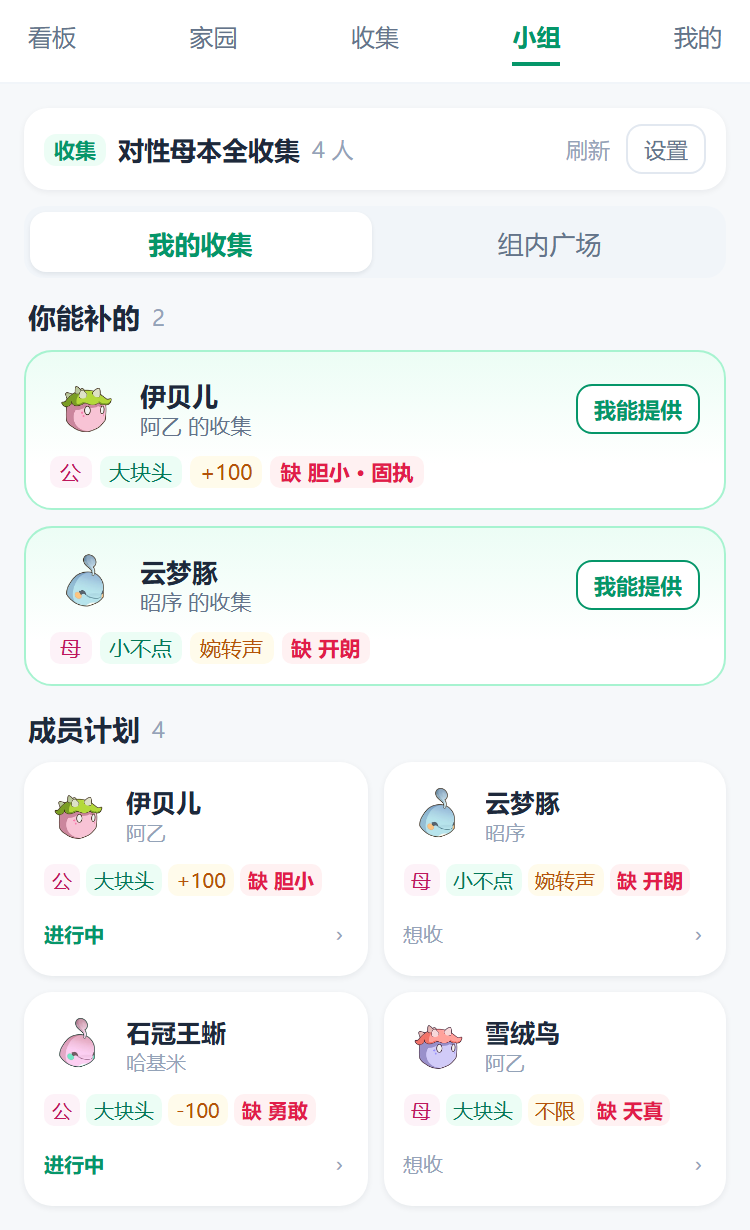 看板 家园 收集 小组 我的
收集 对性母本全收集 4 人 刷新 设置
我的收集 组内广场
你能补的 2
伊贝儿
阿乙 的收集
我能提供
公 大块头 +100 缺 胆小・固执
云梦豚
昭序 的收集
我能提供
母 小不点 婉转声 缺 开朗
成员计划 4
伊贝儿
阿乙
公 大块头 +100 缺 胆小
进行中 ›
云梦豚
昭序
母 小不点 婉转声 缺 开朗
想收 ›
石冠王蜥
哈基米
公 大块头 -100 缺 勇敢
进行中 ›
雪绒鸟
阿乙
母 大块头 不限 缺 天真
想收 ›